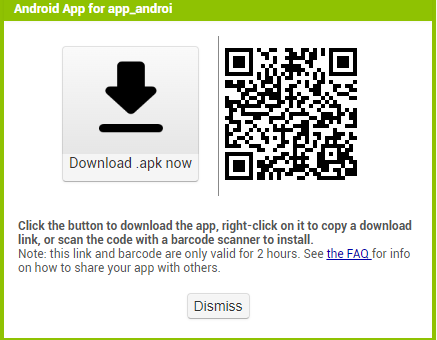 Android App for app_androi
Download .apk now
Click the button to download the app, right-click on it to copy a download
link, or scan the code with a barcode scanner to install.
Note: this link and barcode are only valid for 2 hours. See the FAQ for info
on how to share your app with others.
Dismiss